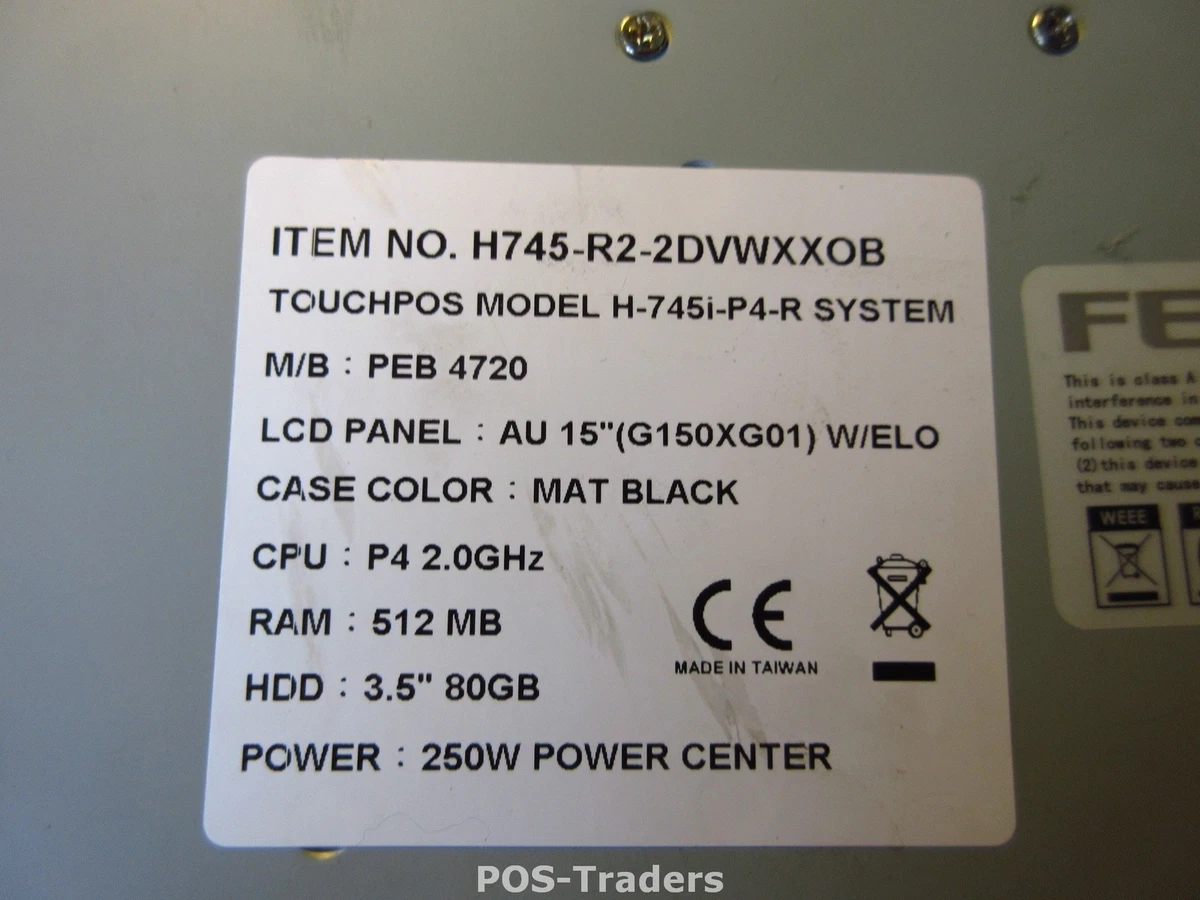 ITEM NO. H745-R2-2DVWXXOB
TOUCHPOS MODEL H-745i-P4-R SYSTEM
M/B : PEB 4720
LCD PANEL : AU 15"(G150XG01) W/ELO
CASE COLOR : MAT BLACK
CPU : P4 2.0GHz
RAM : 512 MB
HDD : 3.5" 80GB
POWER : 250W POWER CENTER
CE
MADE IN TAIWAN
This is class A
interference in
This device
following two
(2)this device
that may cause
WEEE
POS-Traders